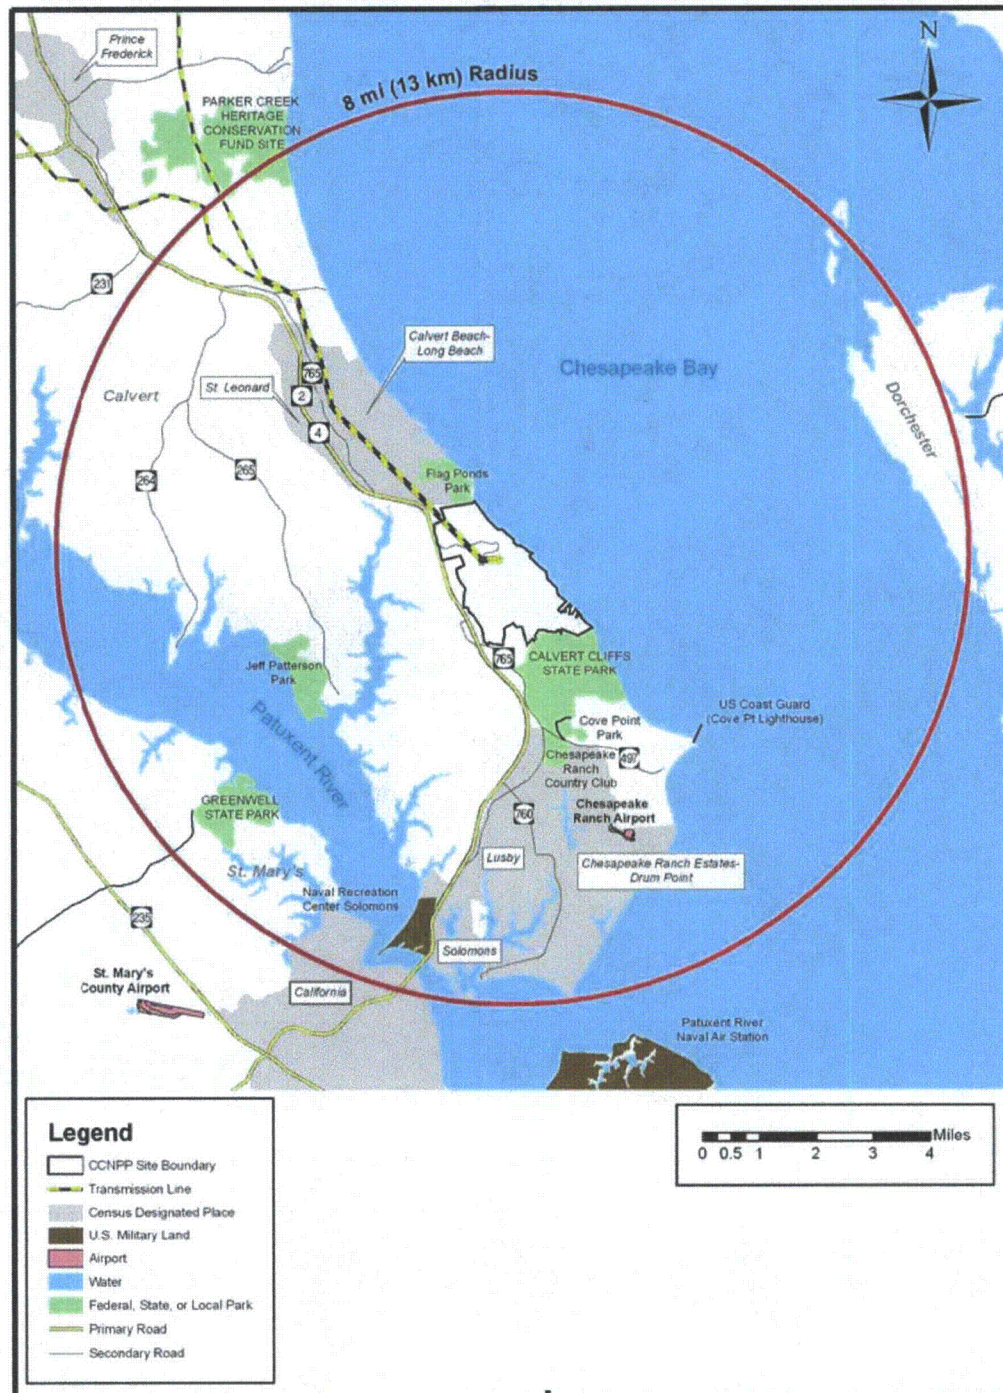 Prince
Frederick
N
8 mi (13 km) Radius
PARKER CREEK
HERITAGE
CONSERVATION
FUND SITE
231
Calvert Beach-
Long Beach
Chesapeake Bay
765
2
St. Leonard
Calvert
4
Dorchester
264
265
Flag Ponds
Park
765
CALVERT CLIFFS
STATE PARK
Jeff Patterson
Park
Patuxent River
US Coast Guard
(Cove Pt Lighthouse)
Cove Point
Park
497
Chesapeake
Ranch
Country Club
Chesapeake
Ranch Airport
GREENWELL
STATE PARK
760
Lusby
Chesapeake Ranch Estates-
Drum Point
St. Mary's
Naval Recreation
Center Solomons
235
Solomons
St. Mary's
County Airport
California
Patuxent River
Naval Air Station
Legend
CCNPP Site Boundary
Transmission Line
Census Designated Place
U.S. Military Land
Airport
Water
Federal, State, or Local Park
Primary Road
Secondary Road
Miles
0 0.5 1 2 3 4